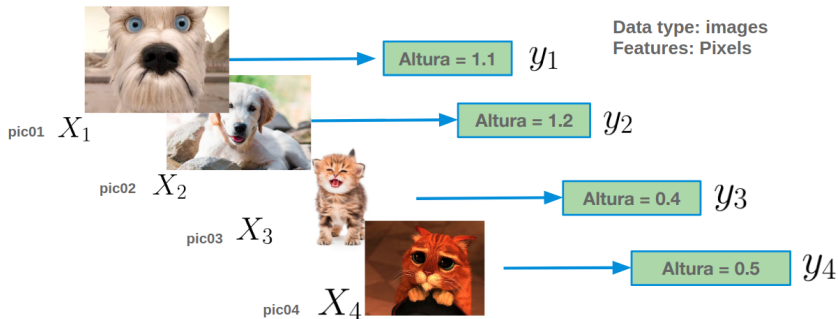 Data type: images
Features: Pixels
Altura = 1.1 y1
pic01 X1
Altura = 1.2 y2
pic02 X2
Altura = 0.4 y3
pic03 X3
Altura = 0.5 y4
pic04 X4